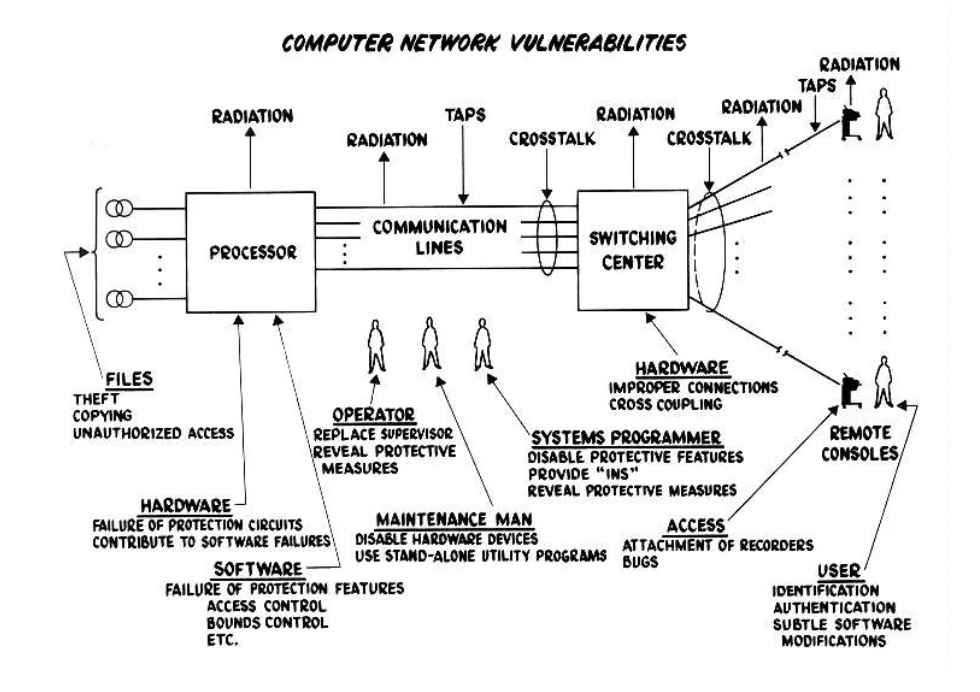 COMPUTER NETWORK VULNERABILITIES
RADIATION
TAPS
RADIATION
RADIATION
TAPS
RADIATION
RADIATION
CROSSTALK
RADIATION
CROSSTALK
PROCESSOR
COMMUNICATION
LINES
SWITCHING
CENTER
FILES
THEFT
COPYING
UNAUTHORIZED ACCESS
OPERATOR
REPLACE SUPERVISOR
REVEAL PROTECTIVE
MEASURES
HARDWARE
IMPROPER CONNECTIONS
CROSS COUPLING
SYSTEMS PROGRAMMER
DISABLE PROTECTIVE FEATURES
PROVIDE "INS"
REVEAL PROTECTIVE MEASURES
REMOTE
CONSOLES
HARDWARE
FAILURE OF PROTECTION CIRCUITS
CONTRIBUTE TO SOFTWARE FAILURES
MAINTENANCE MAN
DISABLE HARDWARE DEVICES
USE STAND-ALONE UTILITY PROGRAMS
ACCESS
ATTACHMENT OF RECORDERS
BUGS
SOFTWARE
FAILURE OF PROTECTION FEATURES
ACCESS CONTROL
BOUNDS CONTROL
ETC.
USER
IDENTIFICATION
AUTHENTICATION
SUBTLE SOFTWARE
MODIFICATIONS